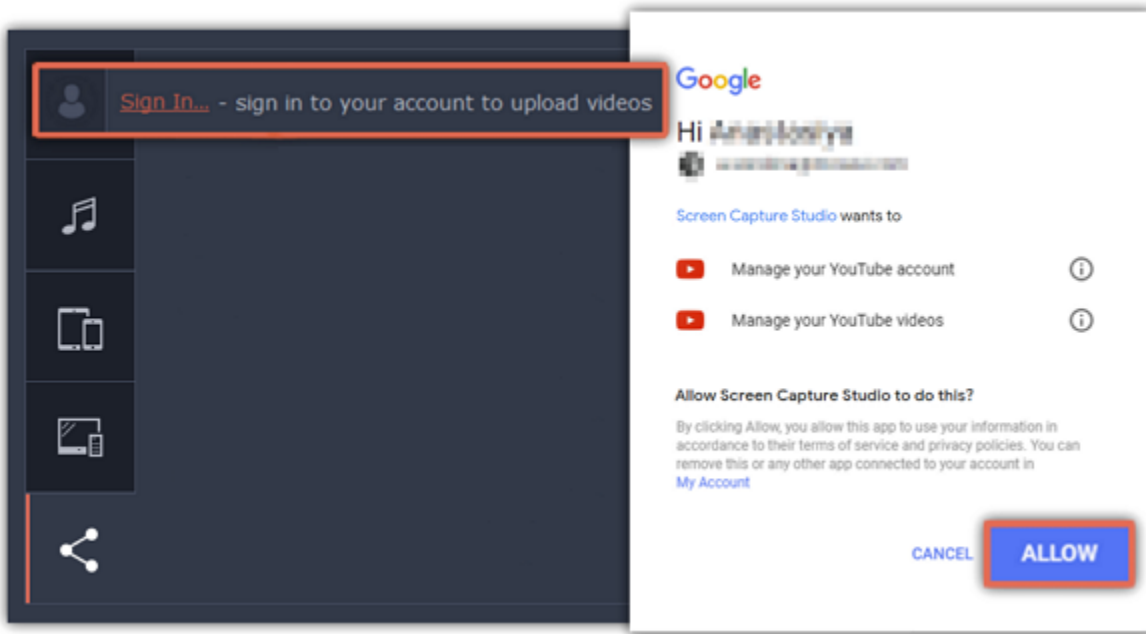 Sign In... - sign in to your account to upload videos
Google
Hi
Screen Capture Studio wants to
Manage your YouTube account
Manage your YouTube videos
Allow Screen Capture Studio to do this?
By clicking Allow, you allow this app to use your information in
accordance to their terms of service and privacy policies. You can
remove this or any other app connected to your account in
My Account
CANCEL
ALLOW